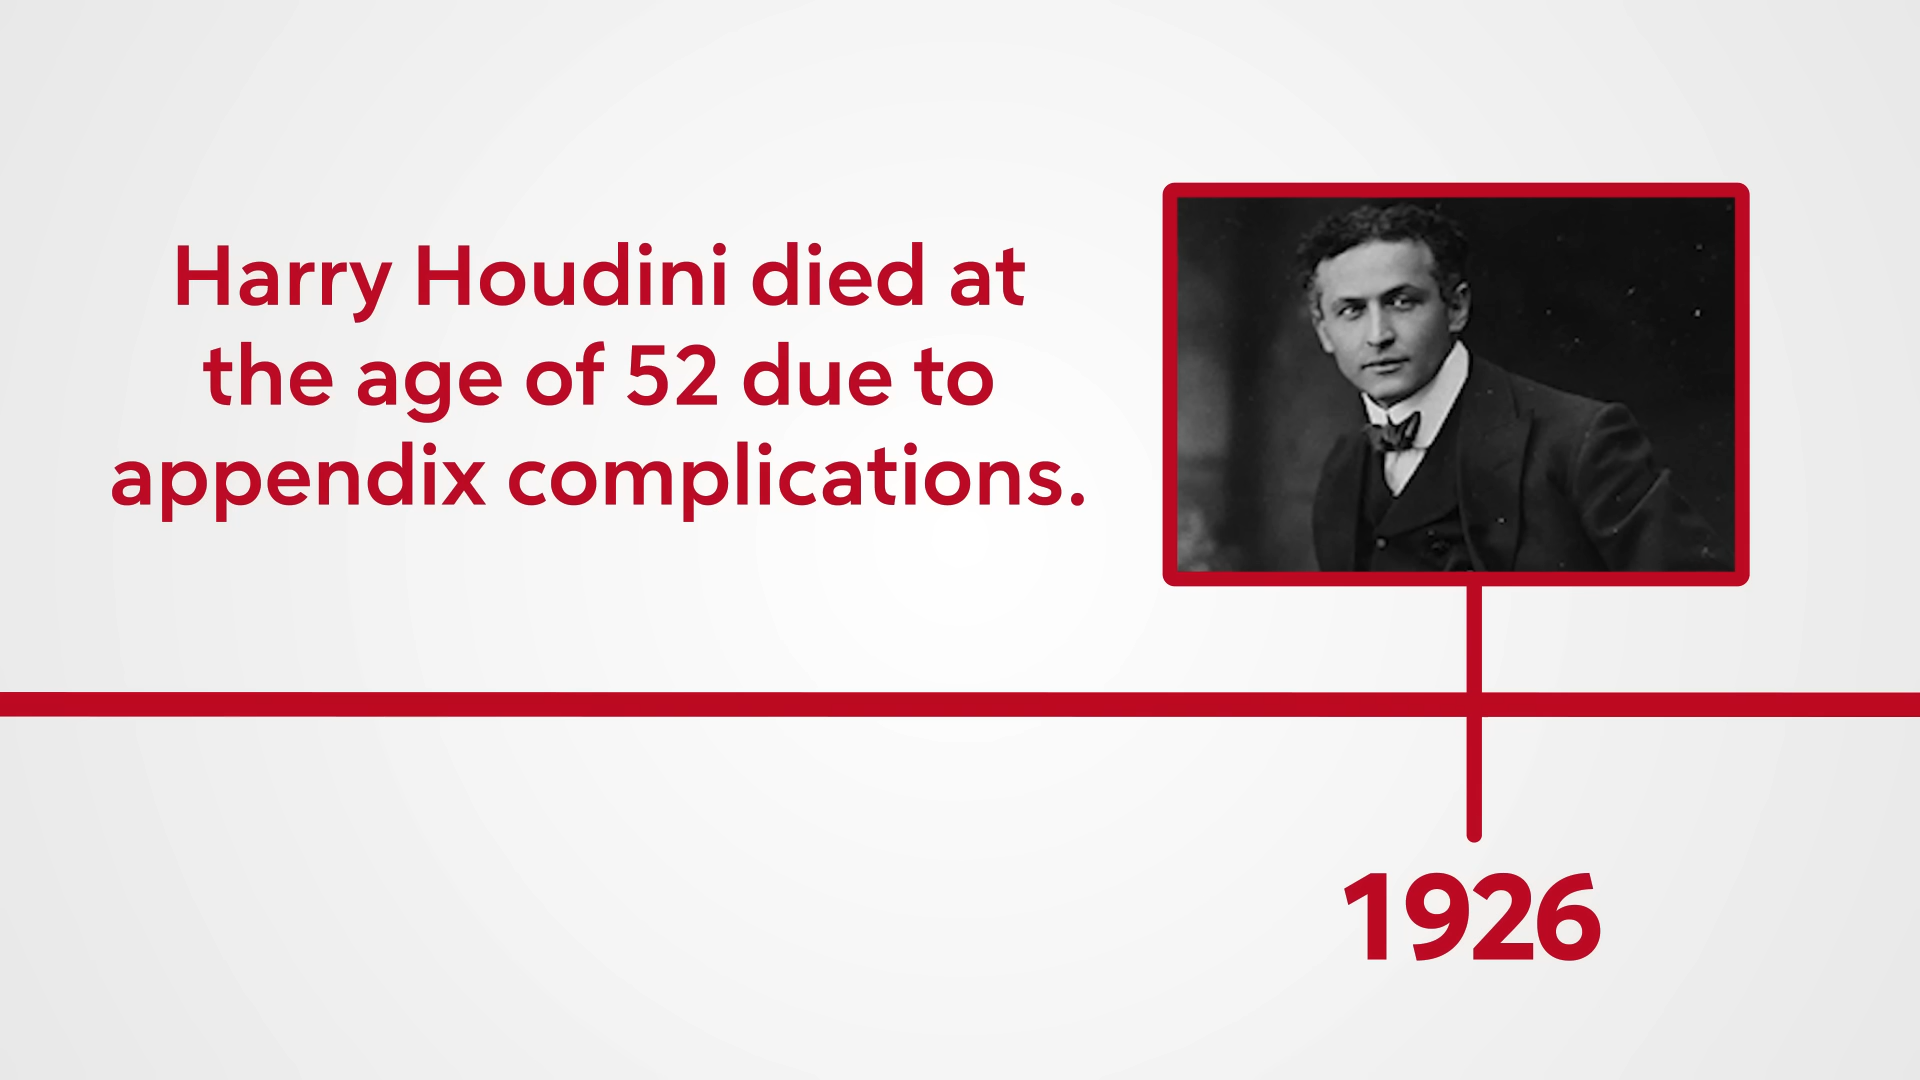 Harry Houdini died at
the age of 52 due to
appendix complications.
1926